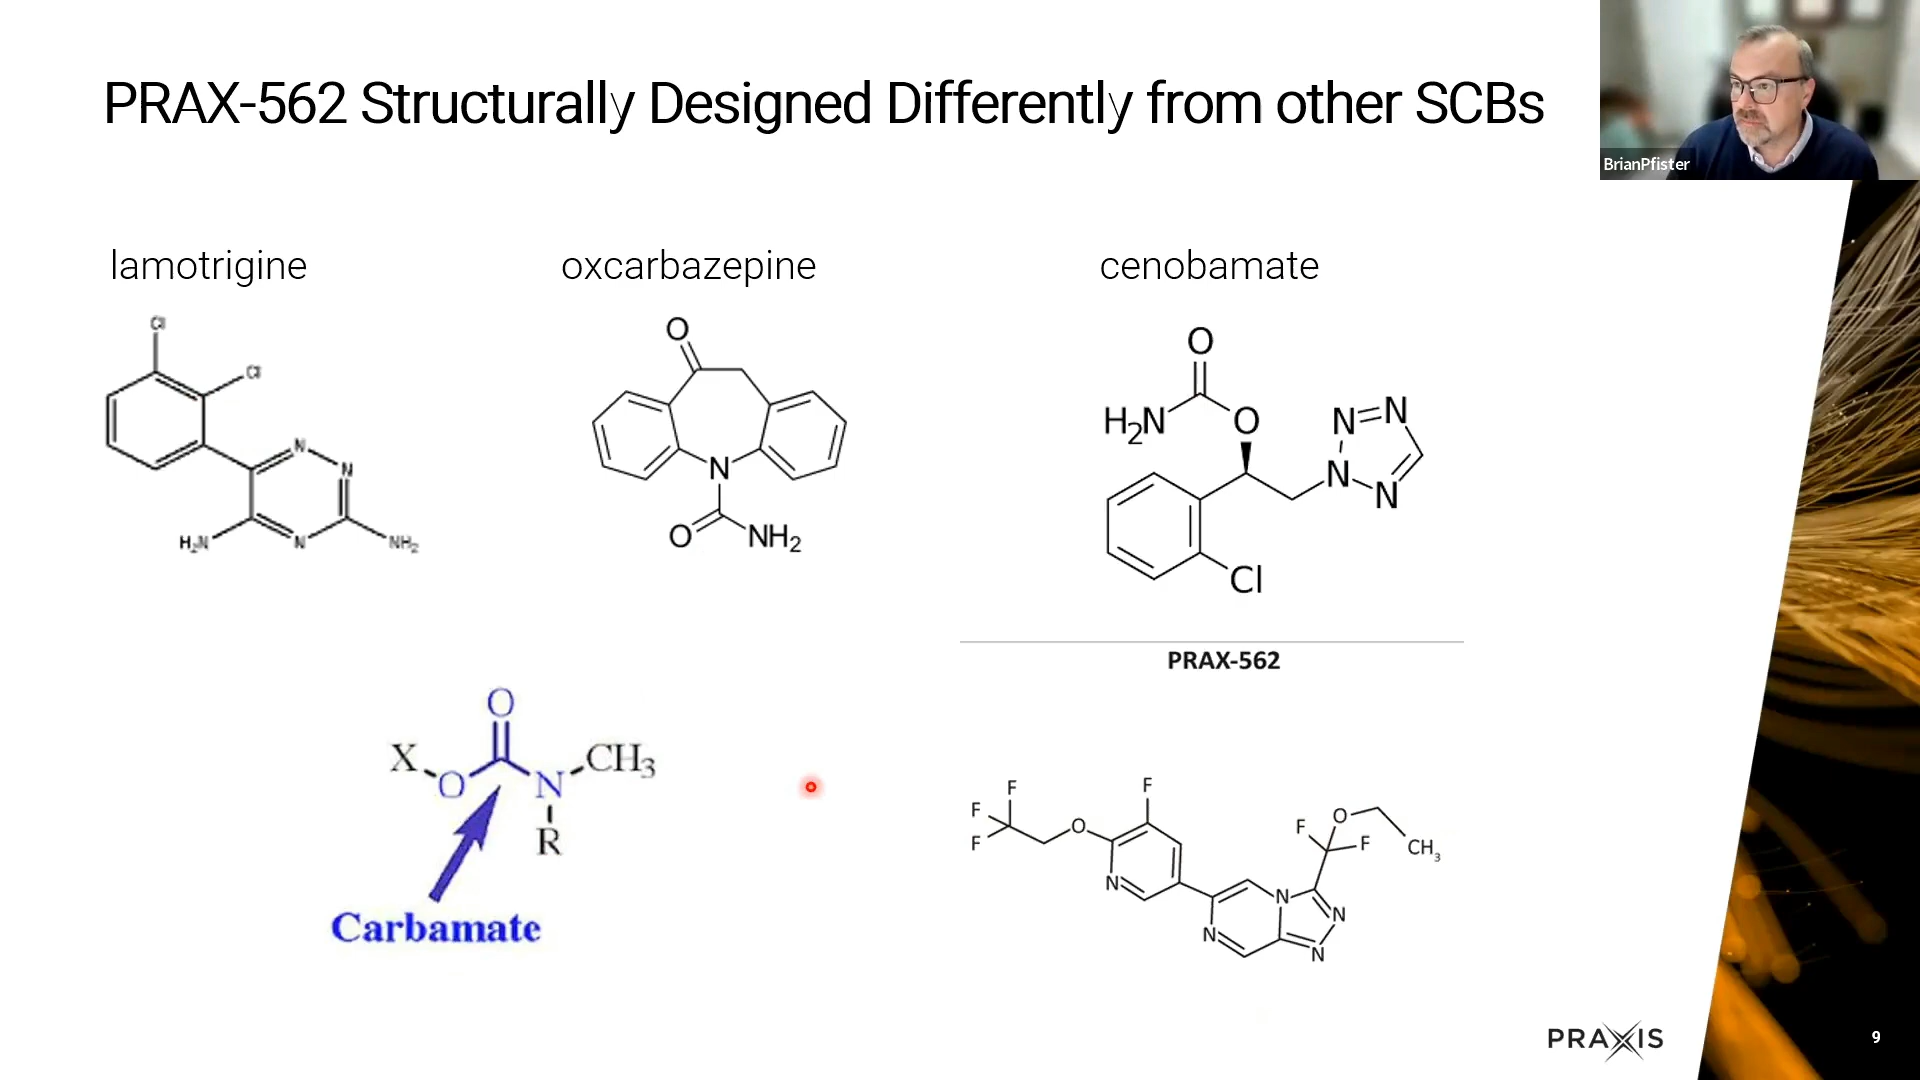 PRAX-562 Structurally Designed Differently from other SCBs
BrianPfister
lamotrigine
oxcarbazepine
cenobamate
Cl
Cl
N
N
H₂N
N
NH₂
O
N
O
NH₂
O
H₂N
O
N
N
N
N
Cl
PRAX-562
O
X
O
N
CH₃
R
Carbamate
F
F
F
O
F
N
N
N
F
O
F
CH₃
N
N
PRAXIS
9